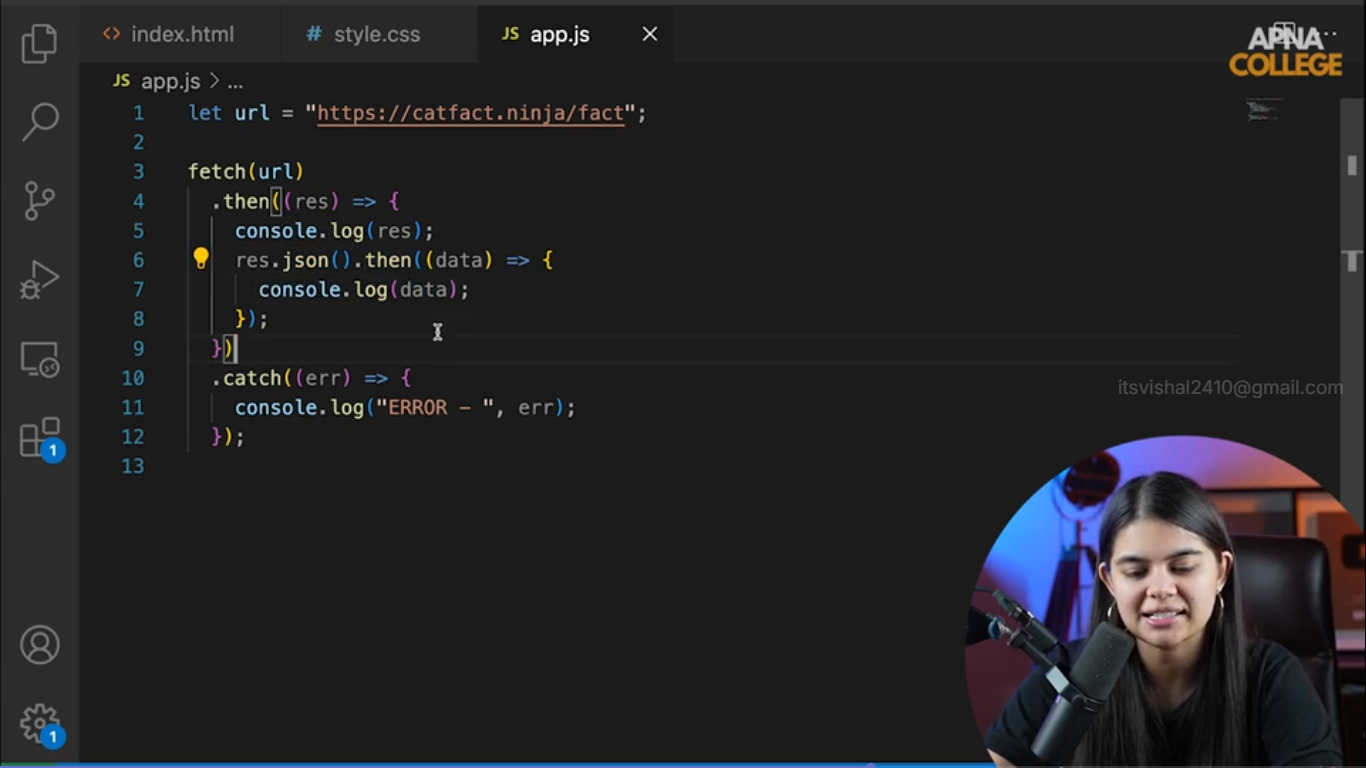 index.html
style.css
JS app.js
APNA
COLLEGE
JS app.js > ...
1 let url = "https://catfact.ninja/fact";
2
3 fetch(url)
4 .then((res) => {
5 console.log(res);
6 res.json().then((data) => {
7 console.log(data);
8 });
9 })
10 .catch((err) => {
11 console.log("ERROR - ", err);
12 });
13
itsvishal2410@gmail.com
1
1